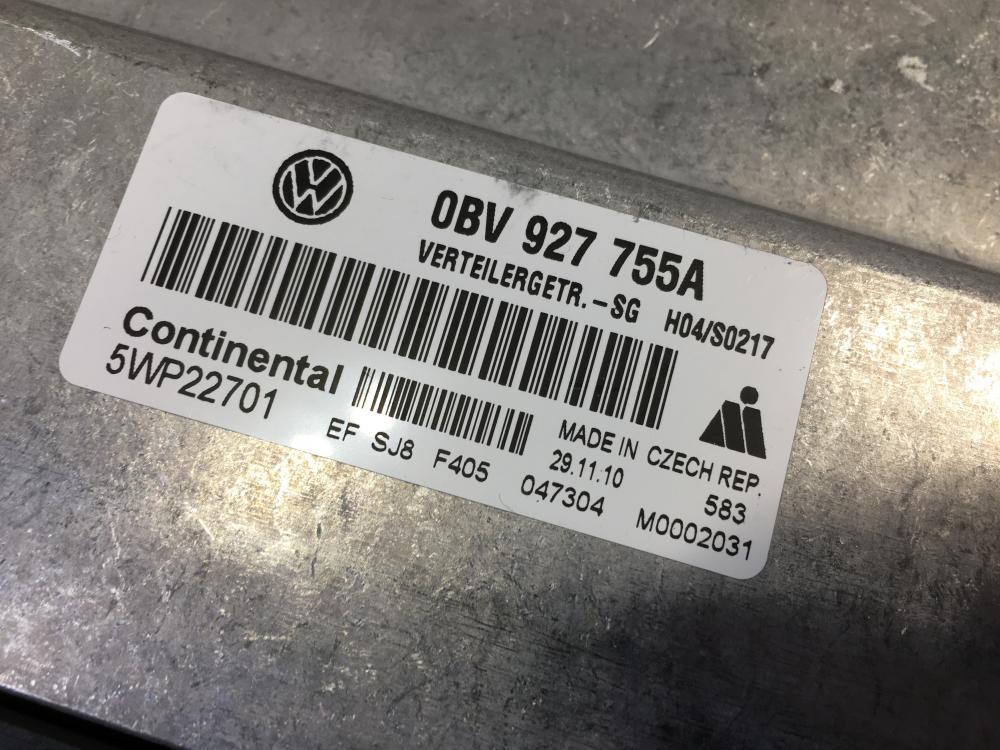 VW
0BV 927 755A
VERTEILERGETR.-SG H04/S0217
Continental
5WP22701
MADE IN CZECH REP.
29.11.10 583
EF SJ8 F405 047304 M0002031